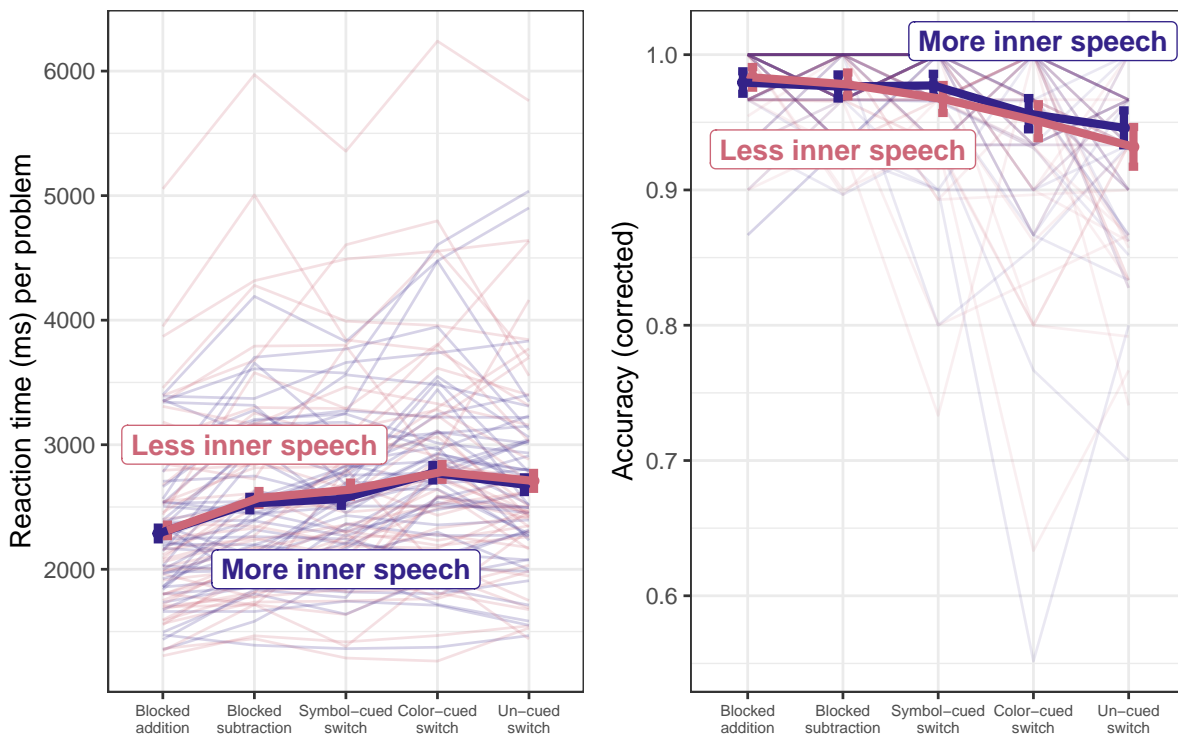 Reaction time (ms) per problem
6000
5000
4000
3000
2000
Less inner speech
More inner speech
Blocked
addition
Blocked
subtraction
Symbol−cued
switch
Color−cued
switch
Un−cued
switch
Accuracy (corrected)
1.0
0.9
0.8
0.7
0.6
More inner speech
Less inner speech
Blocked
addition
Blocked
subtraction
Symbol−cued
switch
Color−cued
switch
Un−cued
switch